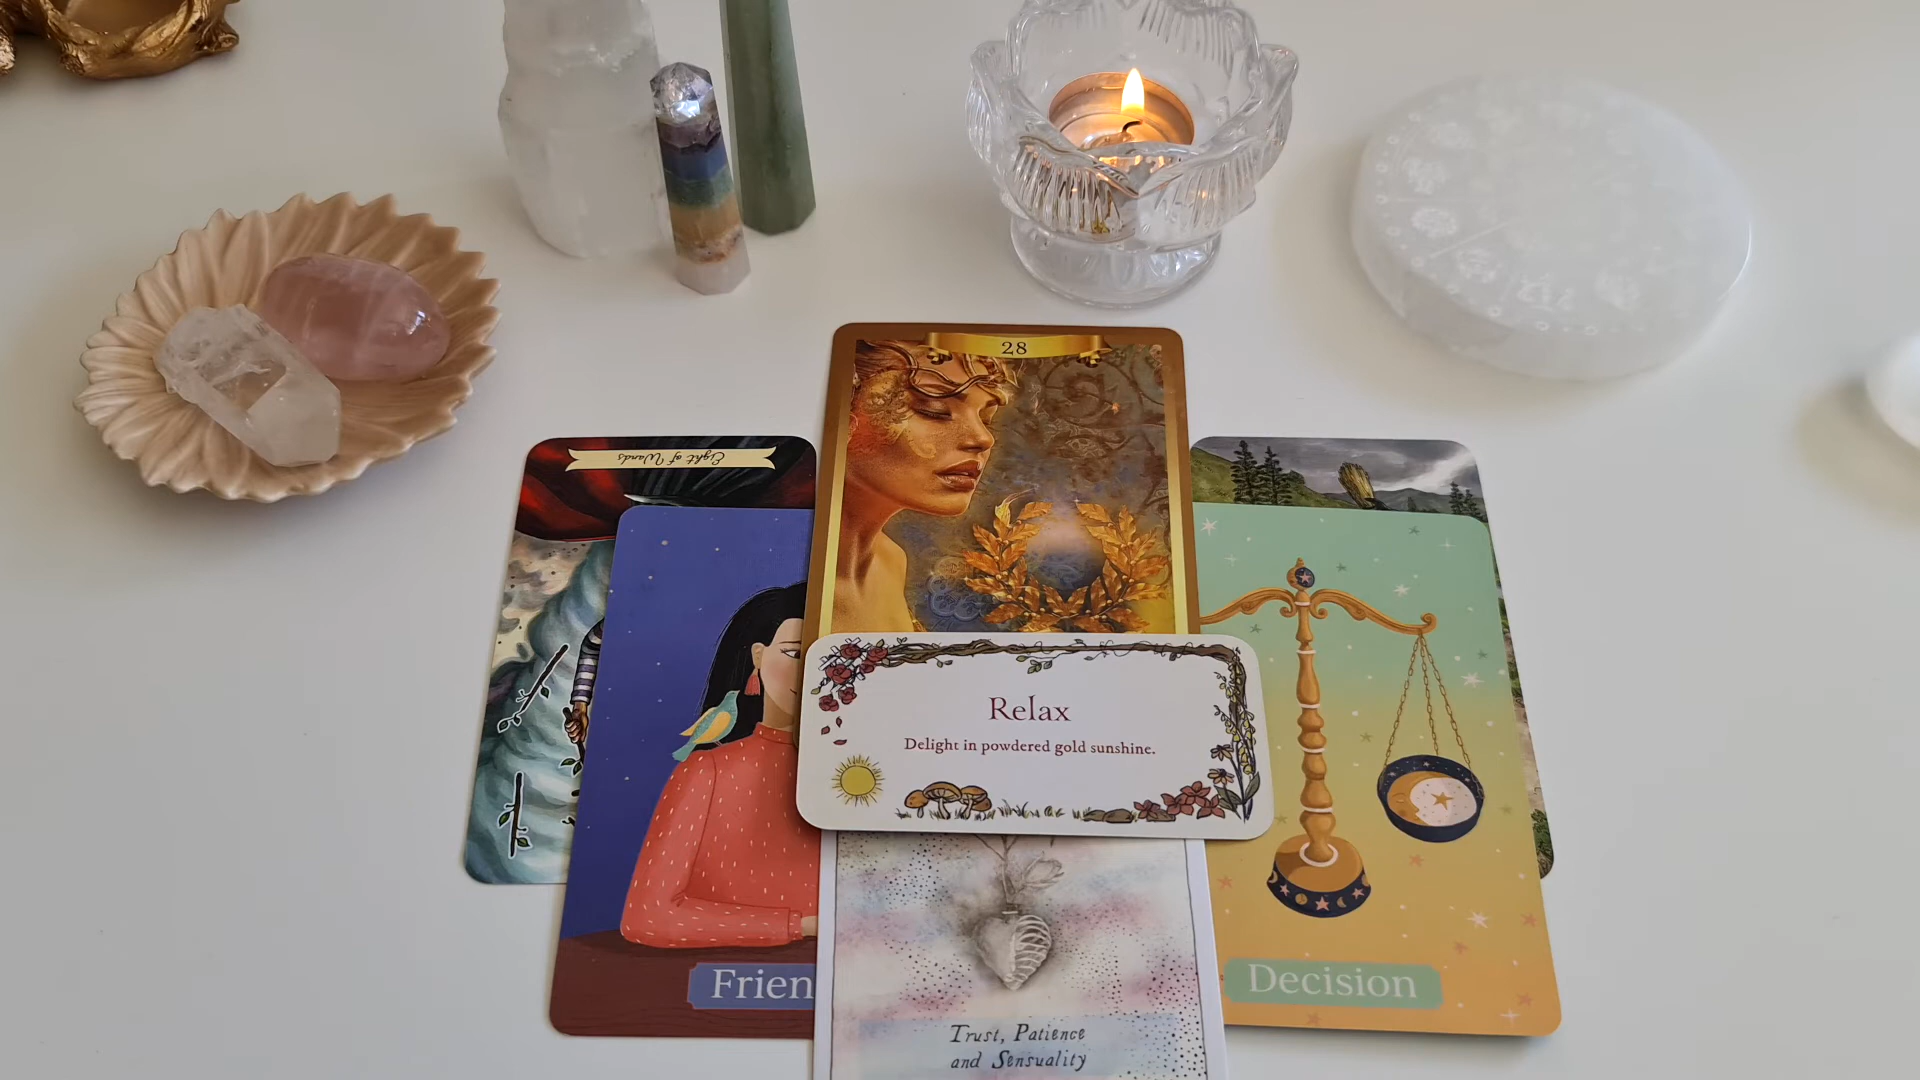 28
Eight of Wands
Relax
Delight in powdered gold sunshine.
Frien
Decision
Trust, Patience
and Sensuality